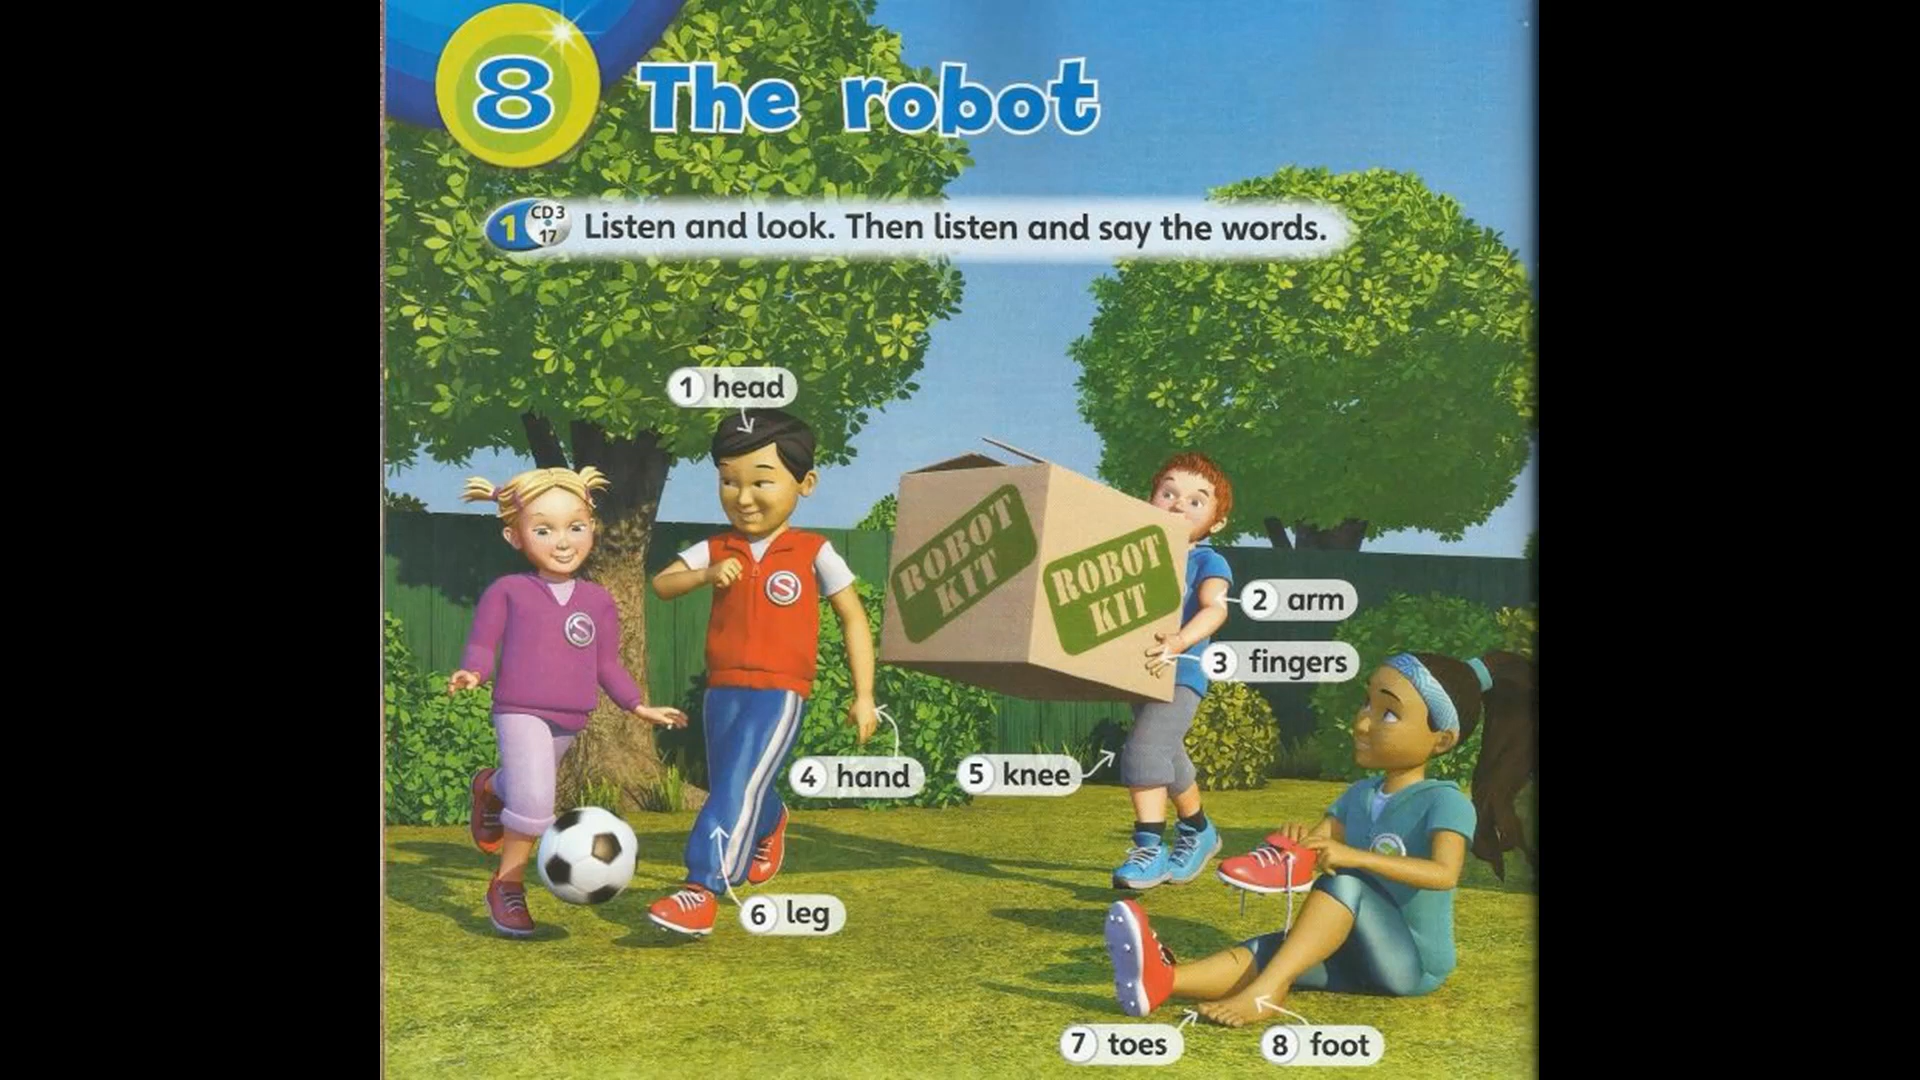 8 The robot
1 CD3 17 Listen and look. Then listen and say the words.
1 head
ROBOT
KIT
ROBOT
KIT
2 arm
3 fingers
4 hand
5 knee
6 leg
7 toes
8 foot
S
S